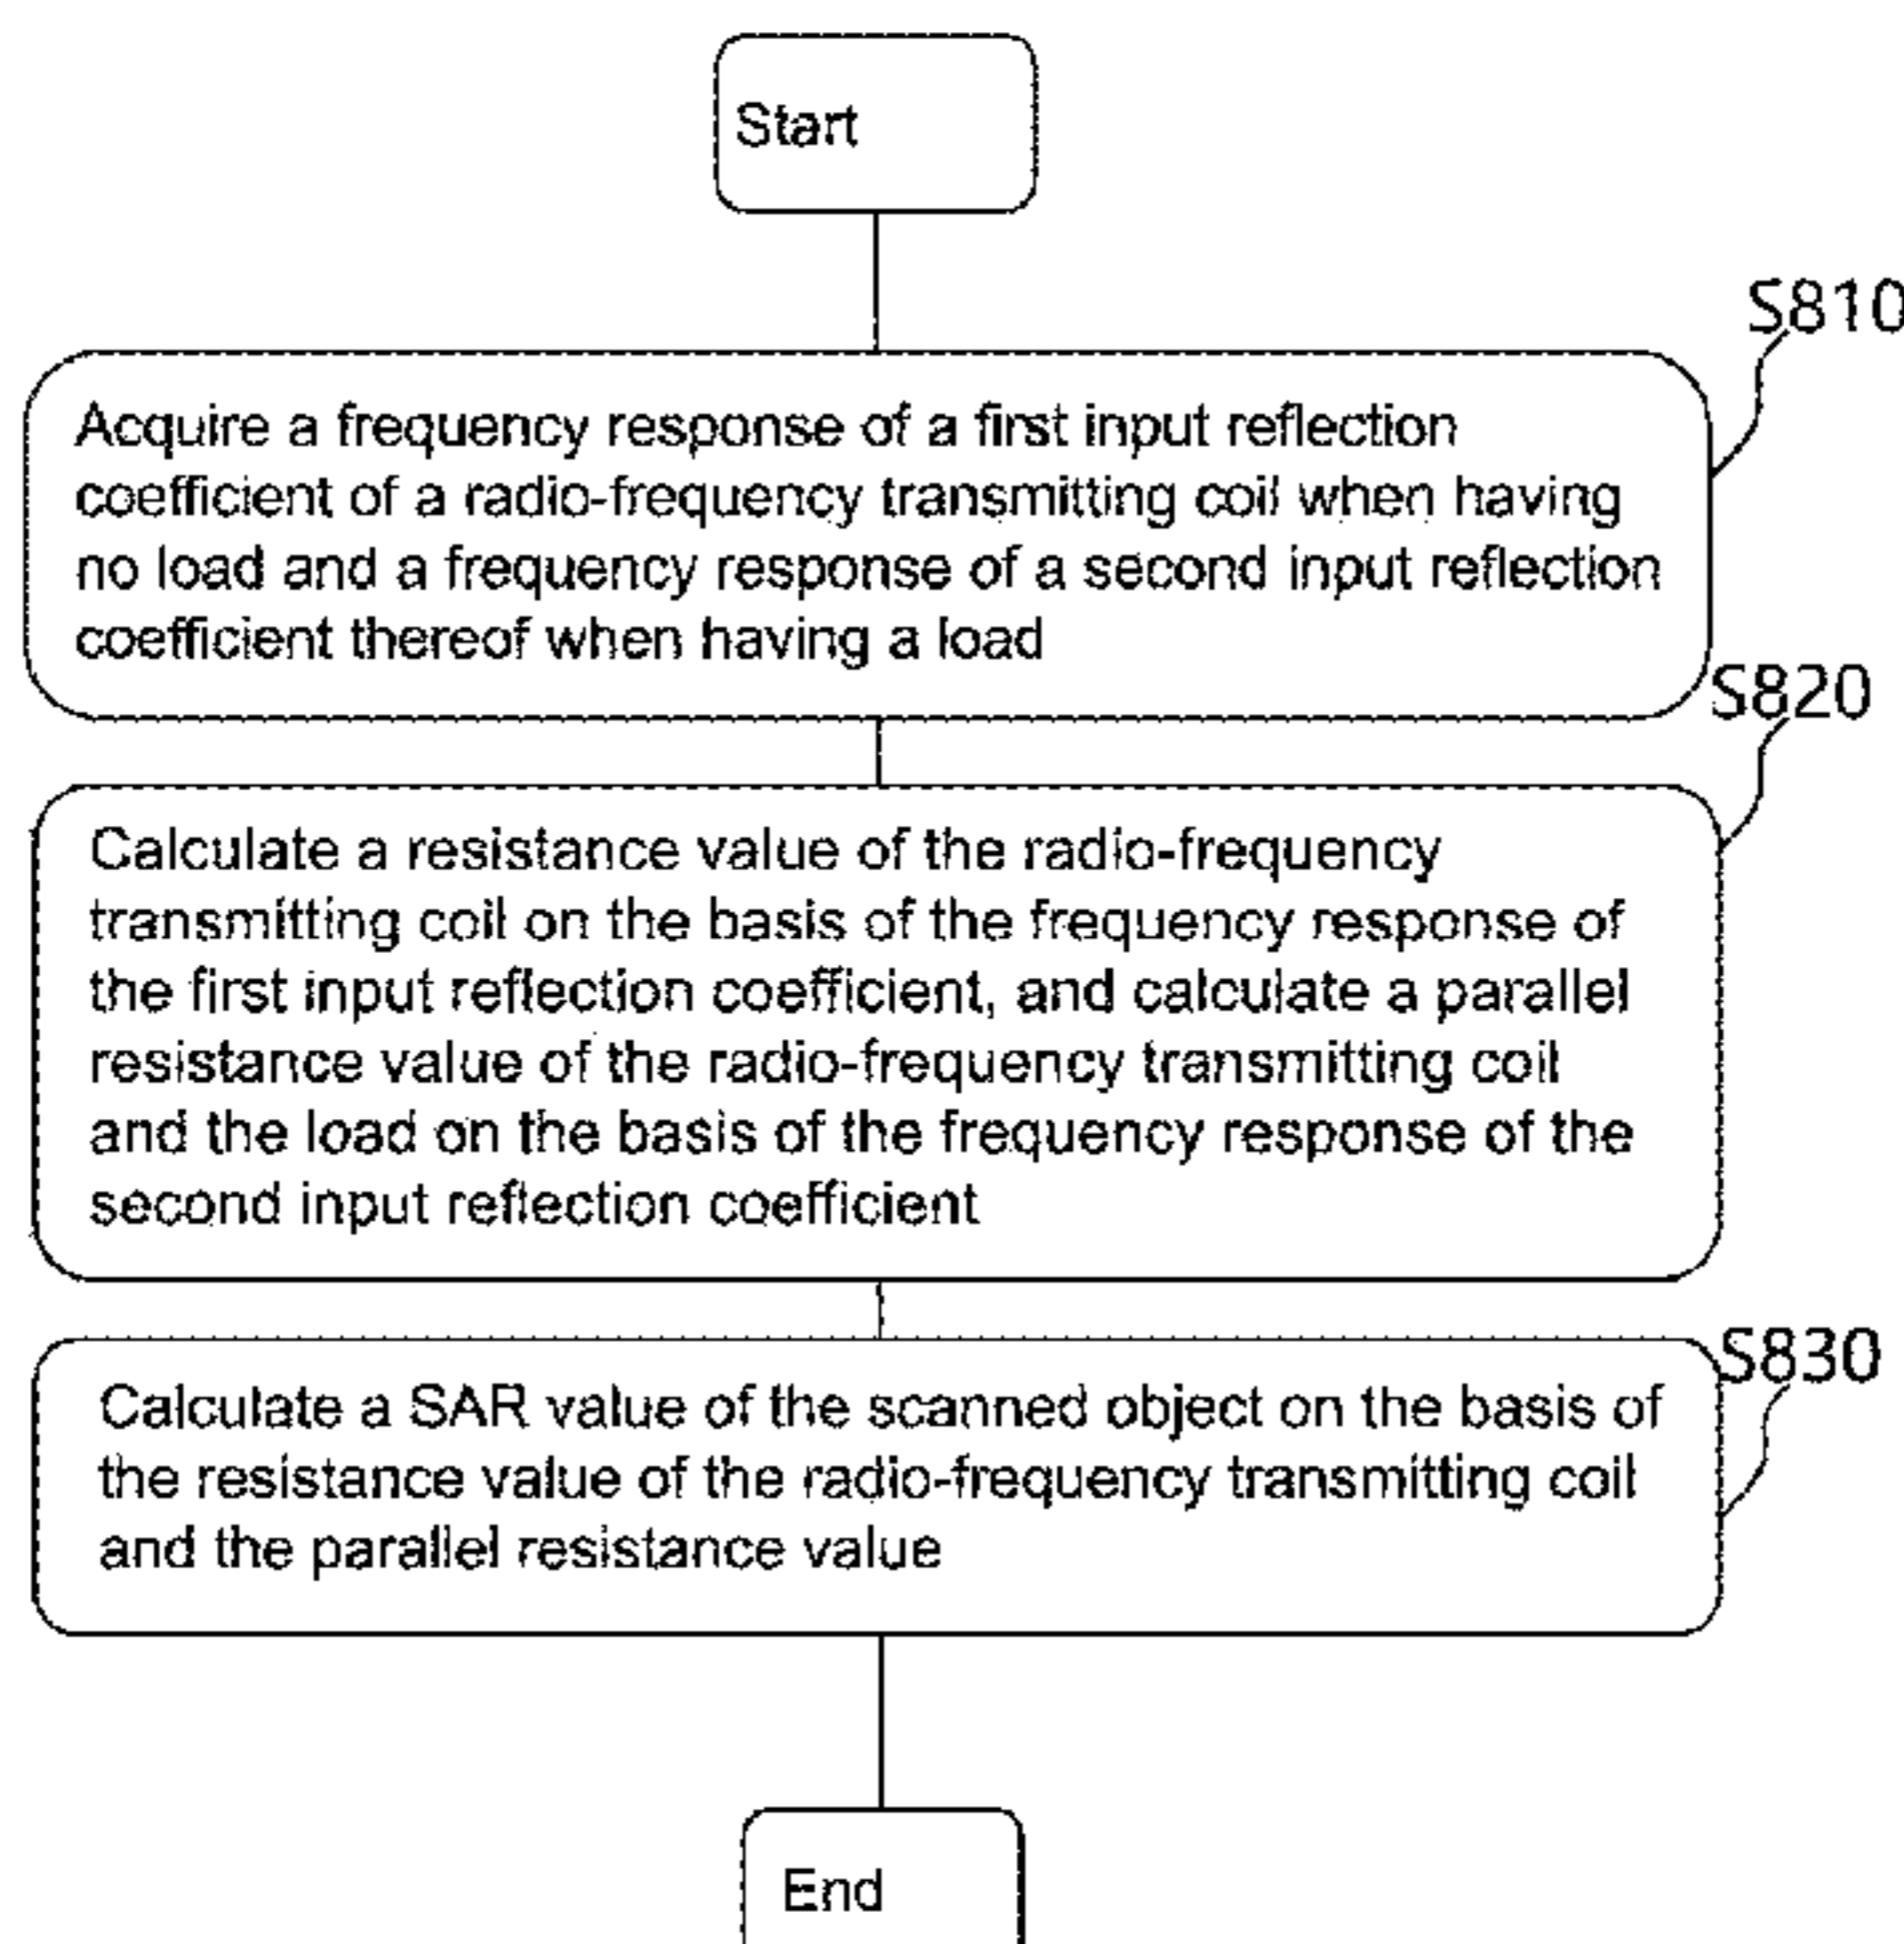 Start
S810
Acquire a frequency response of a first input reflection
coefficient of a radio-frequency transmitting coil when having
no load and a frequency response of a second input reflection
coefficient thereof when having a load
S820
Calculate a resistance value of the radio-frequency
transmitting coil on the basis of the frequency response of
the first input reflection coefficient, and calculate a parallel
resistance value of the radio-frequency transmitting coil
and the load on the basis of the frequency response of the
second input reflection coefficient
S830
Calculate a SAR value of the scanned object on the basis of
the resistance value of the radio-frequency transmitting coil
and the parallel resistance value
End